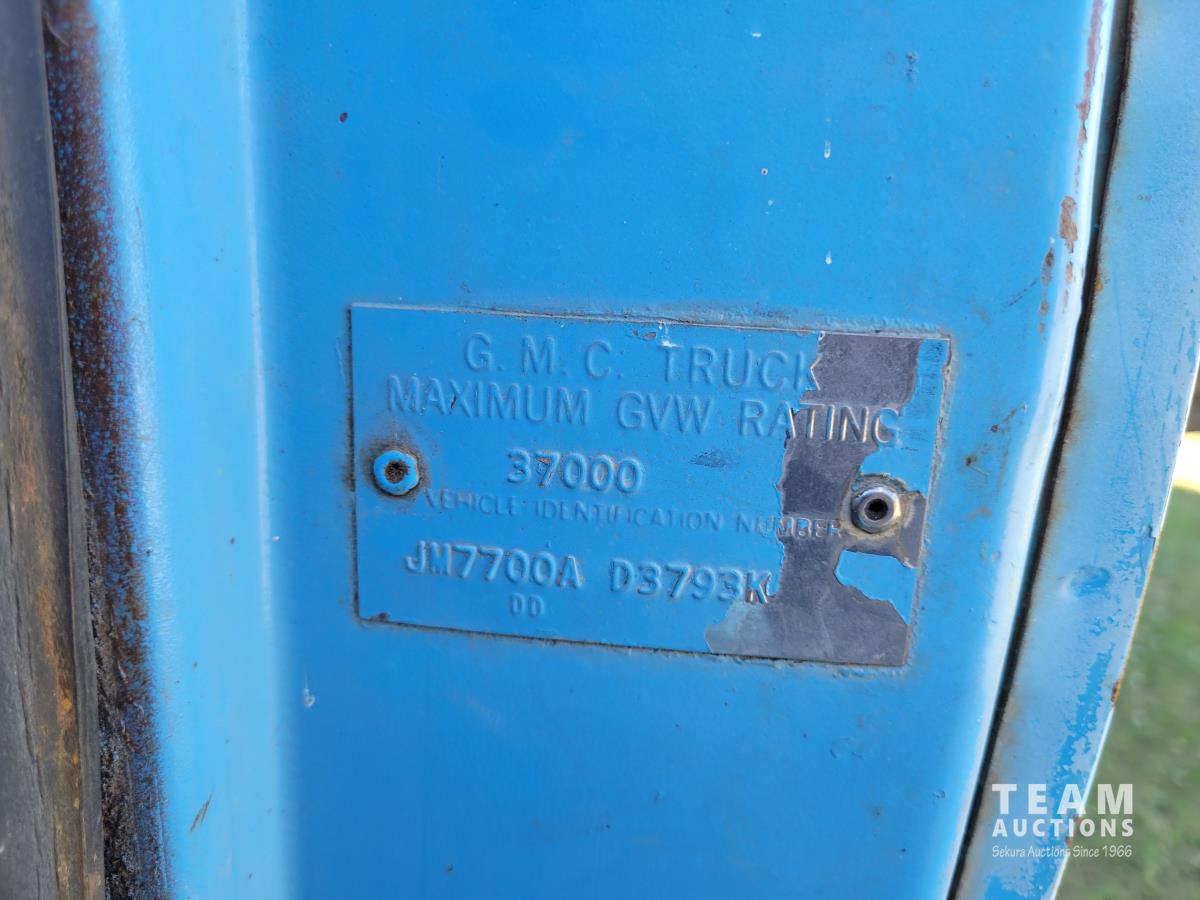 G. M. C. TRUCK
MAXIMUM GVW RATING
37000
VEHICLE IDENTIFICATION NUMBER
JM7700A D3793K
DD
TEAM
AUCTIONS
Sekura Auctions Since 1966